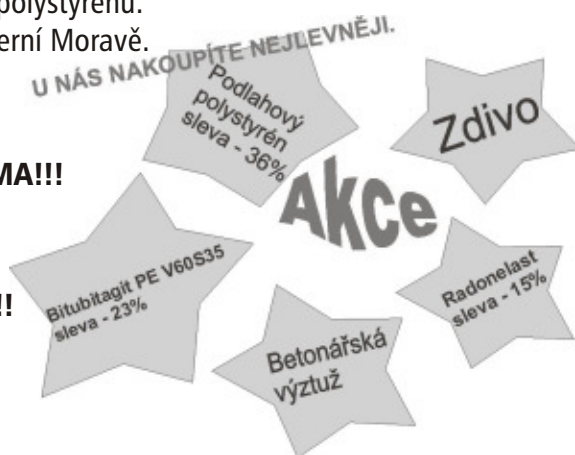 polystyrenu.
erní Moravě.
U NÁS NAKOUPÍTE NEJLEVNĚJI.
Podlahový
polystyrén
sleva - 36%
Zdivo
MA!!!
Akce
Bitubitagit PE V60S35
sleva - 23%
Radonelast
sleva - 15%
!!
Betonářská
výztuž